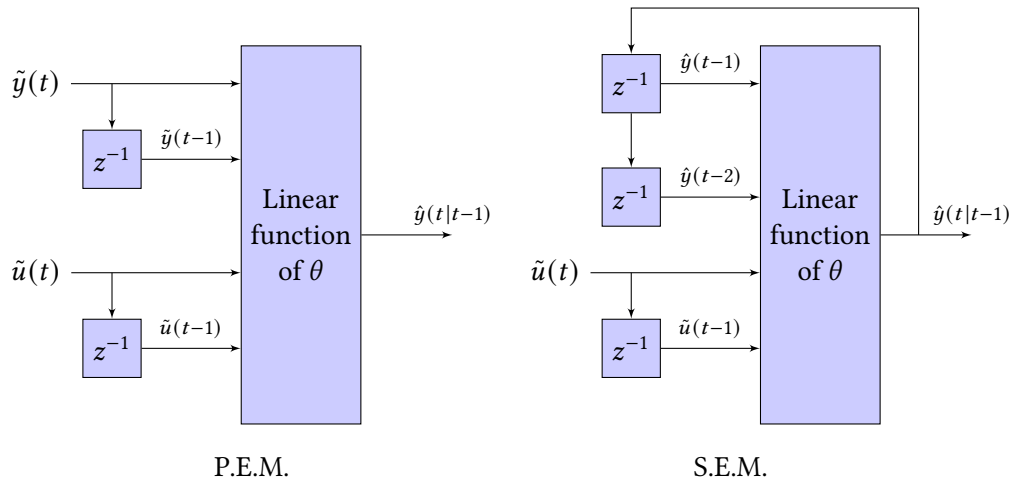 ỹ(t)
z⁻¹
ỹ(t−1)
ũ(t)
z⁻¹
ũ(t−1)
Linear
function
of θ
ŷ(t|t−1)
P.E.M.
z⁻¹
ŷ(t−1)
z⁻¹
ŷ(t−2)
ũ(t)
z⁻¹
ũ(t−1)
Linear
function
of θ
ŷ(t|t−1)
S.E.M.